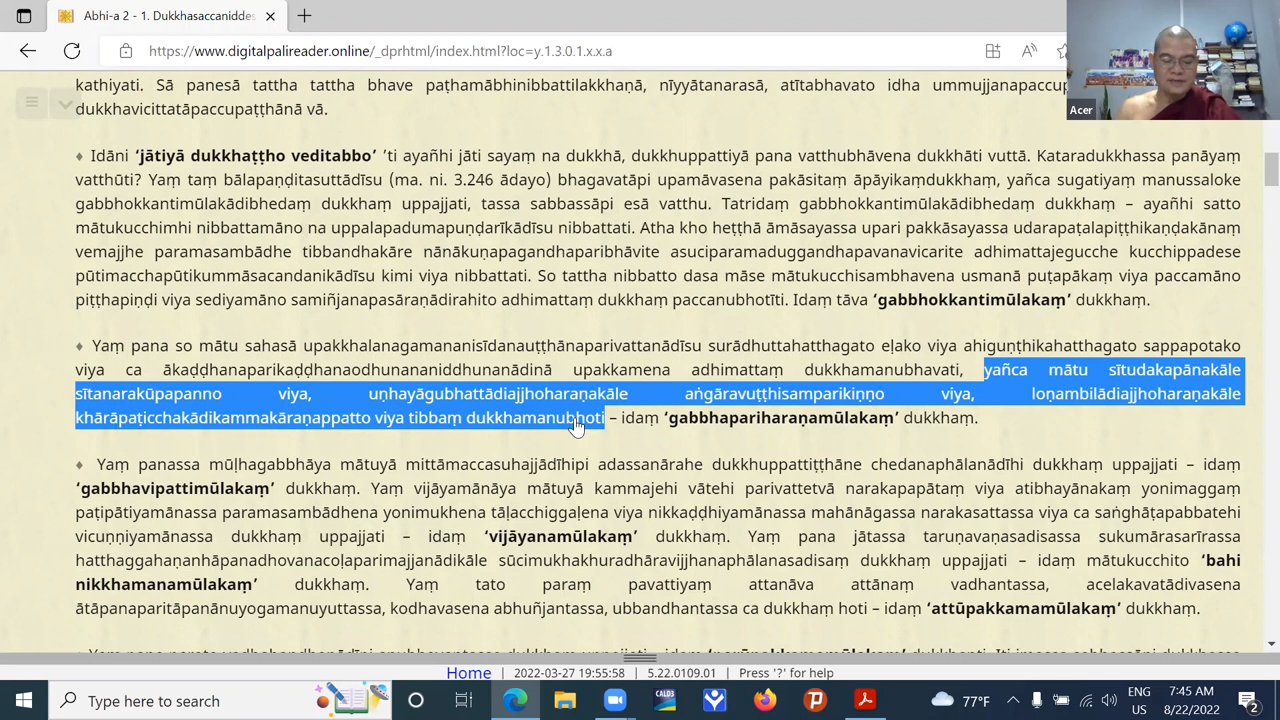 Abhi-a 2 - 1. Dukkhasaccaniddes
https://www.digitalpalireader.online/_dprhtml/index.html?loc=y.1.3.0.1.x.x.a
Acer
kathiyati. Sā panesā tattha tattha bhave paṭhamābhinibbattilakkhaṇā, nīyyātanarasā, atītabhavato idha ummujjanapaccup
dukkhavicittatāpaccupaṭṭhānā vā.
♦ Idāni ‘jātiyā dukkhaṭṭho veditabbo’ ’ti ayañhi jāti sayaṃ na dukkhā, dukkhuppattiyā pana vatthubhāvena dukkhāti vuttā. Kataradukkhassa panāyaṃ
vatthūti? Yaṃ taṃ bālapaṇḍitasuttādīsu (ma. ni. 3.246 ādayo) bhagavatāpi upamāvasena pakāsitaṃ āpāyikaṃdukkhaṃ, yañca sugatiyaṃ manussaloke
gabbhokkantimūlakādibhedaṃ dukkhaṃ uppajjati, tassa sabbassāpi esā vatthu. Tatridaṃ gabbhokkantimūlakādibhedaṃ dukkhaṃ – ayañhi satto
mātukucchimhi nibbattamāno na uppalapadumapuṇḍarīkādīsu nibbattati. Atha kho heṭṭhā āmāsayassa upari pakkāsayassa udarapaṭalapiṭṭhikaṇḍakānaṃ
vemajjhe paramasambādhe tibbandhakāre nānākuṇapagandhaparibhāvite asuciparamaduggandhapavanavicarite adhimattajegucche kucchippadese
pūtimacchapūtikummāsacandanikādīsu kimi viya nibbattati. So tattha nibbatto dasa māse mātukucchisambhavena usmanā puṭapākaṃ viya paccamāno
piṭṭhapiṇḍi viya sediyamāno samiñjanapasāraṇādirahito adhimattaṃ dukkhaṃ paccanubhotīti. Idaṃ tāva ‘gabbhokkantimūlakaṃ’ dukkhaṃ.
♦ Yaṃ pana so mātu sahasā upakkhalanagamananisīdanauṭṭhānaparivattanādīsu surādhuttahatthagato eḷako viya ahiguṇṭhikahatthagato sappapotako
viya ca ākaḍḍhanaparikaḍḍhanaodhunananiddhunanādinā upakkamena adhimattaṃ dukkhamanubhavati, yañca mātu sītudakapānakāle
sītanarakūpapanno viya, uṇhayāgubhattādiajjhoharaṇakāle aṅgāravuṭṭhisamparikiṇṇo viya, loṇambilādiajjhoharaṇakāle
khārāpaṭicchakādikammakāraṇappatto viya tibbaṃ dukkhamanubhoti – idaṃ ‘gabbhapariharaṇamūlakaṃ’ dukkhaṃ.
♦ Yaṃ panassa mūḷhagabbhāya mātuyā mittāmaccasuhajjādīhipi adassanārahe dukkhuppattiṭṭhāne chedanaphālanādīhi dukkhaṃ uppajjati – idaṃ
‘gabbhavipattimūlakaṃ’ dukkhaṃ. Yaṃ vijāyamānāya mātuyā kammajehi vātehi parivattetvā narakapapātaṃ viya atibhayānakaṃ yonimaggaṃ
paṭipātiyamānassa paramasambādhena yonimukhena tāḷacchiggaḷena viya nikkaḍḍhiyamānassa mahānāgassa narakasattassa viya ca saṅghāṭapabbatehi
vicuṇṇiyamānassa dukkhaṃ uppajjati – idaṃ ‘vijāyanamūlakaṃ’ dukkhaṃ. Yaṃ pana jātassa taruṇavaṇasadisassa sukumārasarīrassa
hatthaggahaṇanhāpanadhovanacoḷaparimajjanādikāle sūcimukhakhuradhāravijjhanaphālanasadisaṃ dukkhaṃ uppajjati – idaṃ mātukucchito ‘bahi
nikkhamanamūlakaṃ’ dukkhaṃ. Yaṃ tato paraṃ pavattiyaṃ attanāva attānaṃ vadhantassa, acelakavatādivasena
ātāpanaparitāpanānuyogamanuyuttassa, kodhavasena abhuñjantassa, ubbandhantassa ca dukkhaṃ hoti – idaṃ ‘attūpakkamamūlakaṃ’ dukkhaṃ.
Home | 2022-03-27 19:55:58 | 5.22.0109.01 | Press '?' for help
Type here to search
CALD3
77°F
ENG
US
7:45 AM
8/22/2022
2